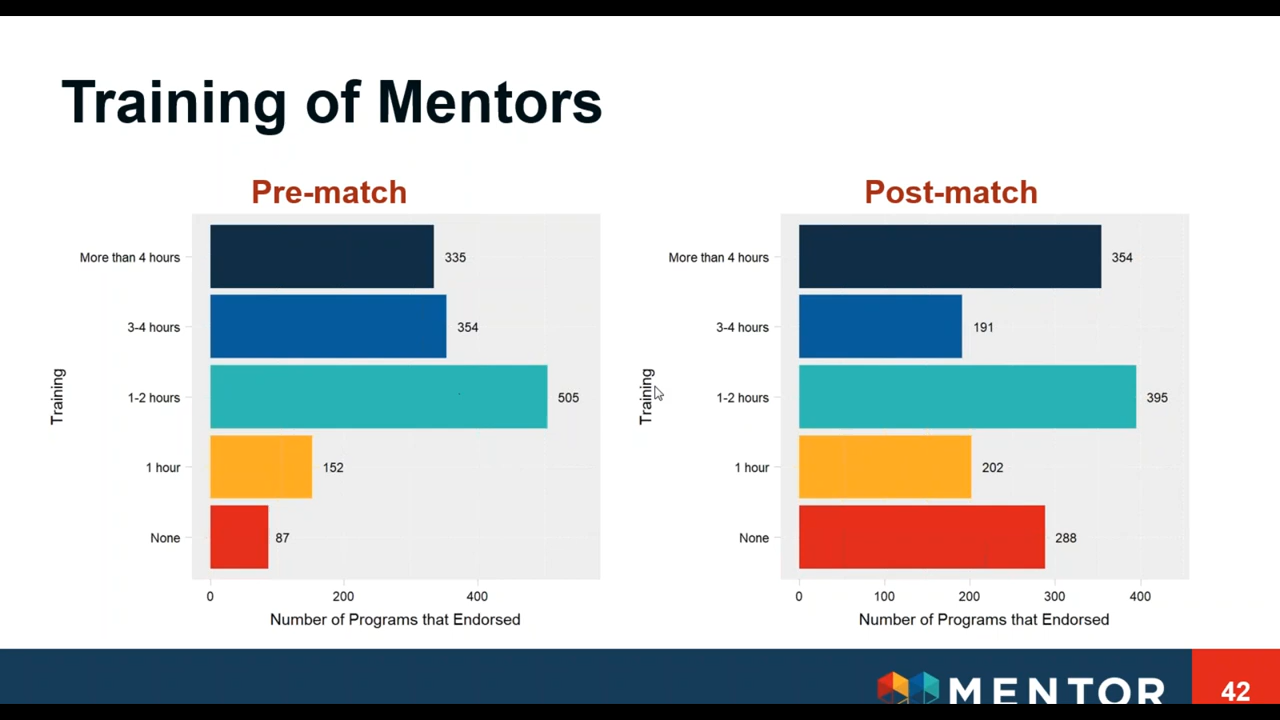 Training of Mentors
Pre-match
Training
More than 4 hours
335
3-4 hours
354
1-2 hours
505
1 hour
152
None
87
0 200 400
Number of Programs that Endorsed
Post-match
Training
More than 4 hours
354
3-4 hours
191
1-2 hours
395
1 hour
202
None
288
0 100 200 300 400
Number of Programs that Endorsed
MENTOR
42